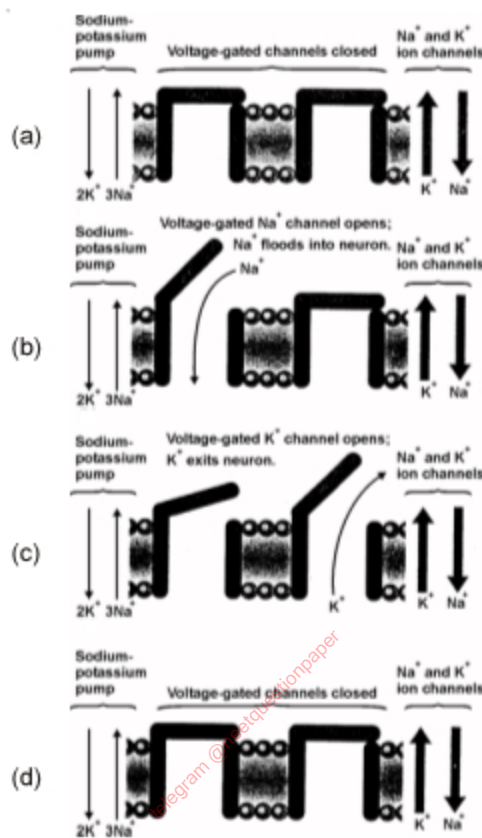 Sodium-
potassium
pump
Voltage-gated channels closed
Na⁺ and K⁺
ion channels
(a)
2K⁺ 3Na⁺
K⁺ Na⁺
Sodium-
potassium
pump
Voltage-gated Na⁺ channel opens;
Na⁺ floods into neuron.
Na⁺ and K⁺
ion channels
Na⁺
(b)
2K⁺ 3Na⁺
K⁺ Na⁺
Sodium-
potassium
pump
Voltage-gated K⁺ channel opens;
K⁺ exits neuron.
Na⁺ and K⁺
ion channels
(c)
2K⁺ 3Na⁺
K⁺
K⁺ Na⁺
Sodium-
potassium
pump
Voltage-gated channels closed
Na⁺ and K⁺
ion channels
(d)
2K⁺ 3Na⁺
K⁺ Na⁺
telegram @neetquestionpaper